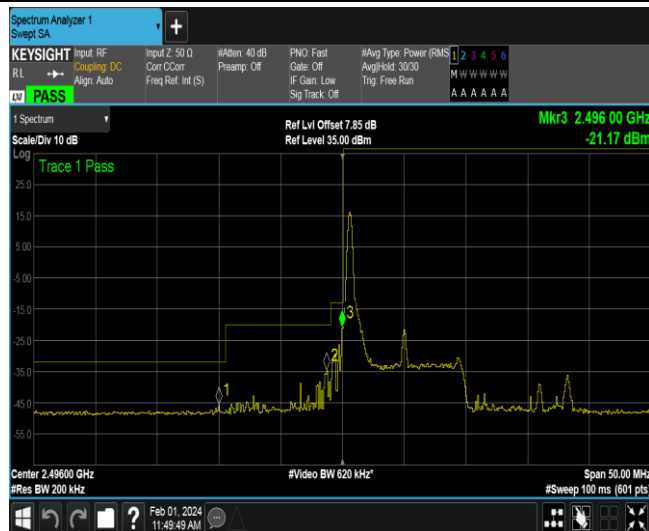 Spectrum Analyzer 1
Swept SA
+
KEYSIGHT
RL
PASS
Input: RF
Coupling: DC
Align: Auto
Input Z: 50 Ω
Corr CCorr
Freq Ref: Int (S)
#Atten: 40 dB
Preamp: Off
PNO: Fast
Gate: Off
IF Gain: Low
Sig Track: Off
#Avg Type: Power (RMS
Avg|Hold: 30/30
Trig: Free Run
1 2 3 4 5 6
M W W W W W
A A A A A A
1 Spectrum
Scale/Div 10 dB
Ref Lvl Offset 7.85 dB
Ref Level 35.00 dBm
Mkr3 2.496 00 GHz
-21.17 dBm
Log
Trace 1 Pass
25.0
15.0
5.00
-5.00
-15.0
-25.0
-35.0
-45.0
-55.0
1
2
3
Center 2.49600 GHz
#Res BW 200 kHz
#Video BW 620 kHz*
Span 50.00 MHz
#Sweep 100 ms (601 pts)
?
Feb 01, 2024
11:49:49 AM